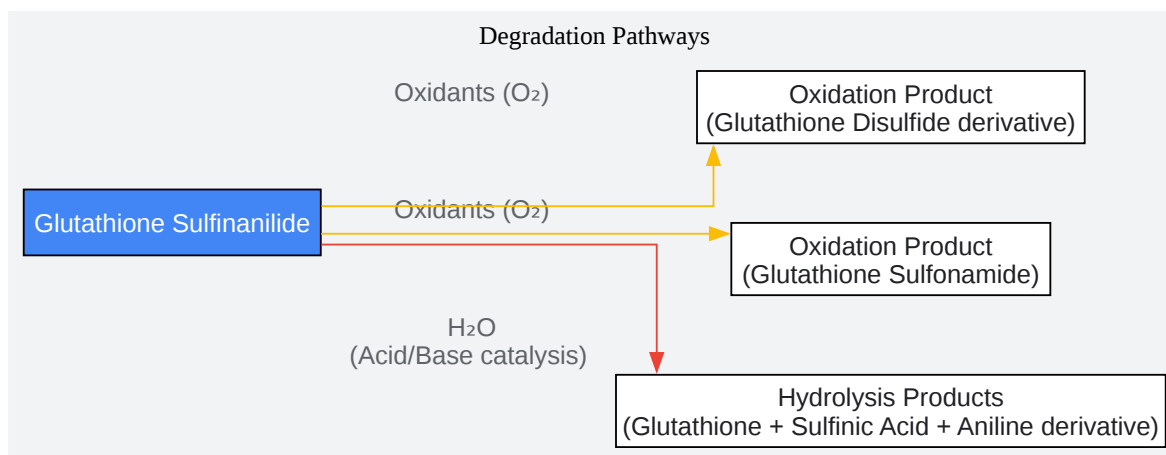 Degradation Pathways
Oxidants (O₂)
Oxidation Product
(Glutathione Disulfide derivative)
Glutathione Sulfinanilide
Oxidants (O₂)
Oxidation Product
(Glutathione Sulfonamide)
H₂O
(Acid/Base catalysis)
Hydrolysis Products
(Glutathione + Sulfinic Acid + Aniline derivative)